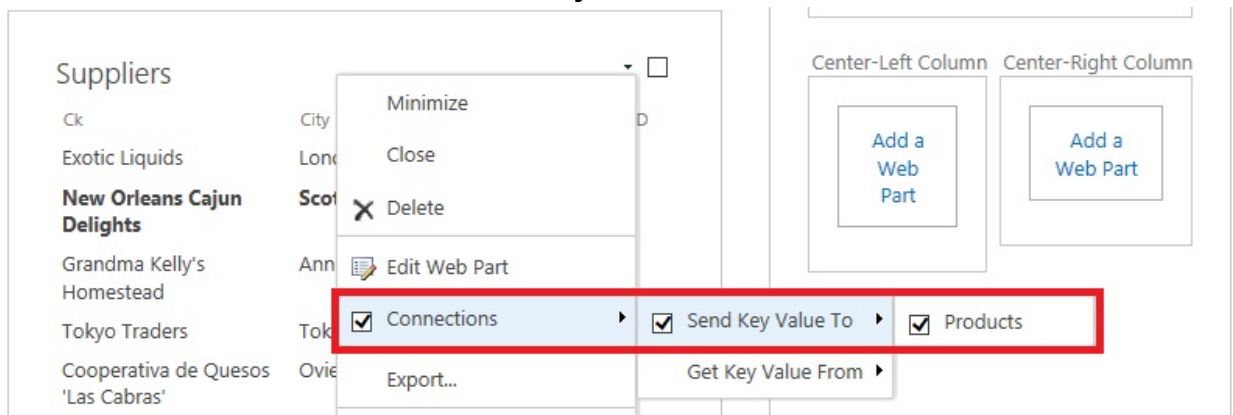 Suppliers
Ck City D
Exotic Liquids Lond
New Orleans Cajun Scot
Delights
Grandma Kelly's Ann
Homestead
Tokyo Traders Tok
Cooperativa de Quesos Ovie
'Las Cabras'
Minimize
Close
Delete
Edit Web Part
Connections
Export...
Send Key Value To
Get Key Value From
Products
Center-Left Column Center-Right Column
Add a
Web
Part
Add a
Web Part